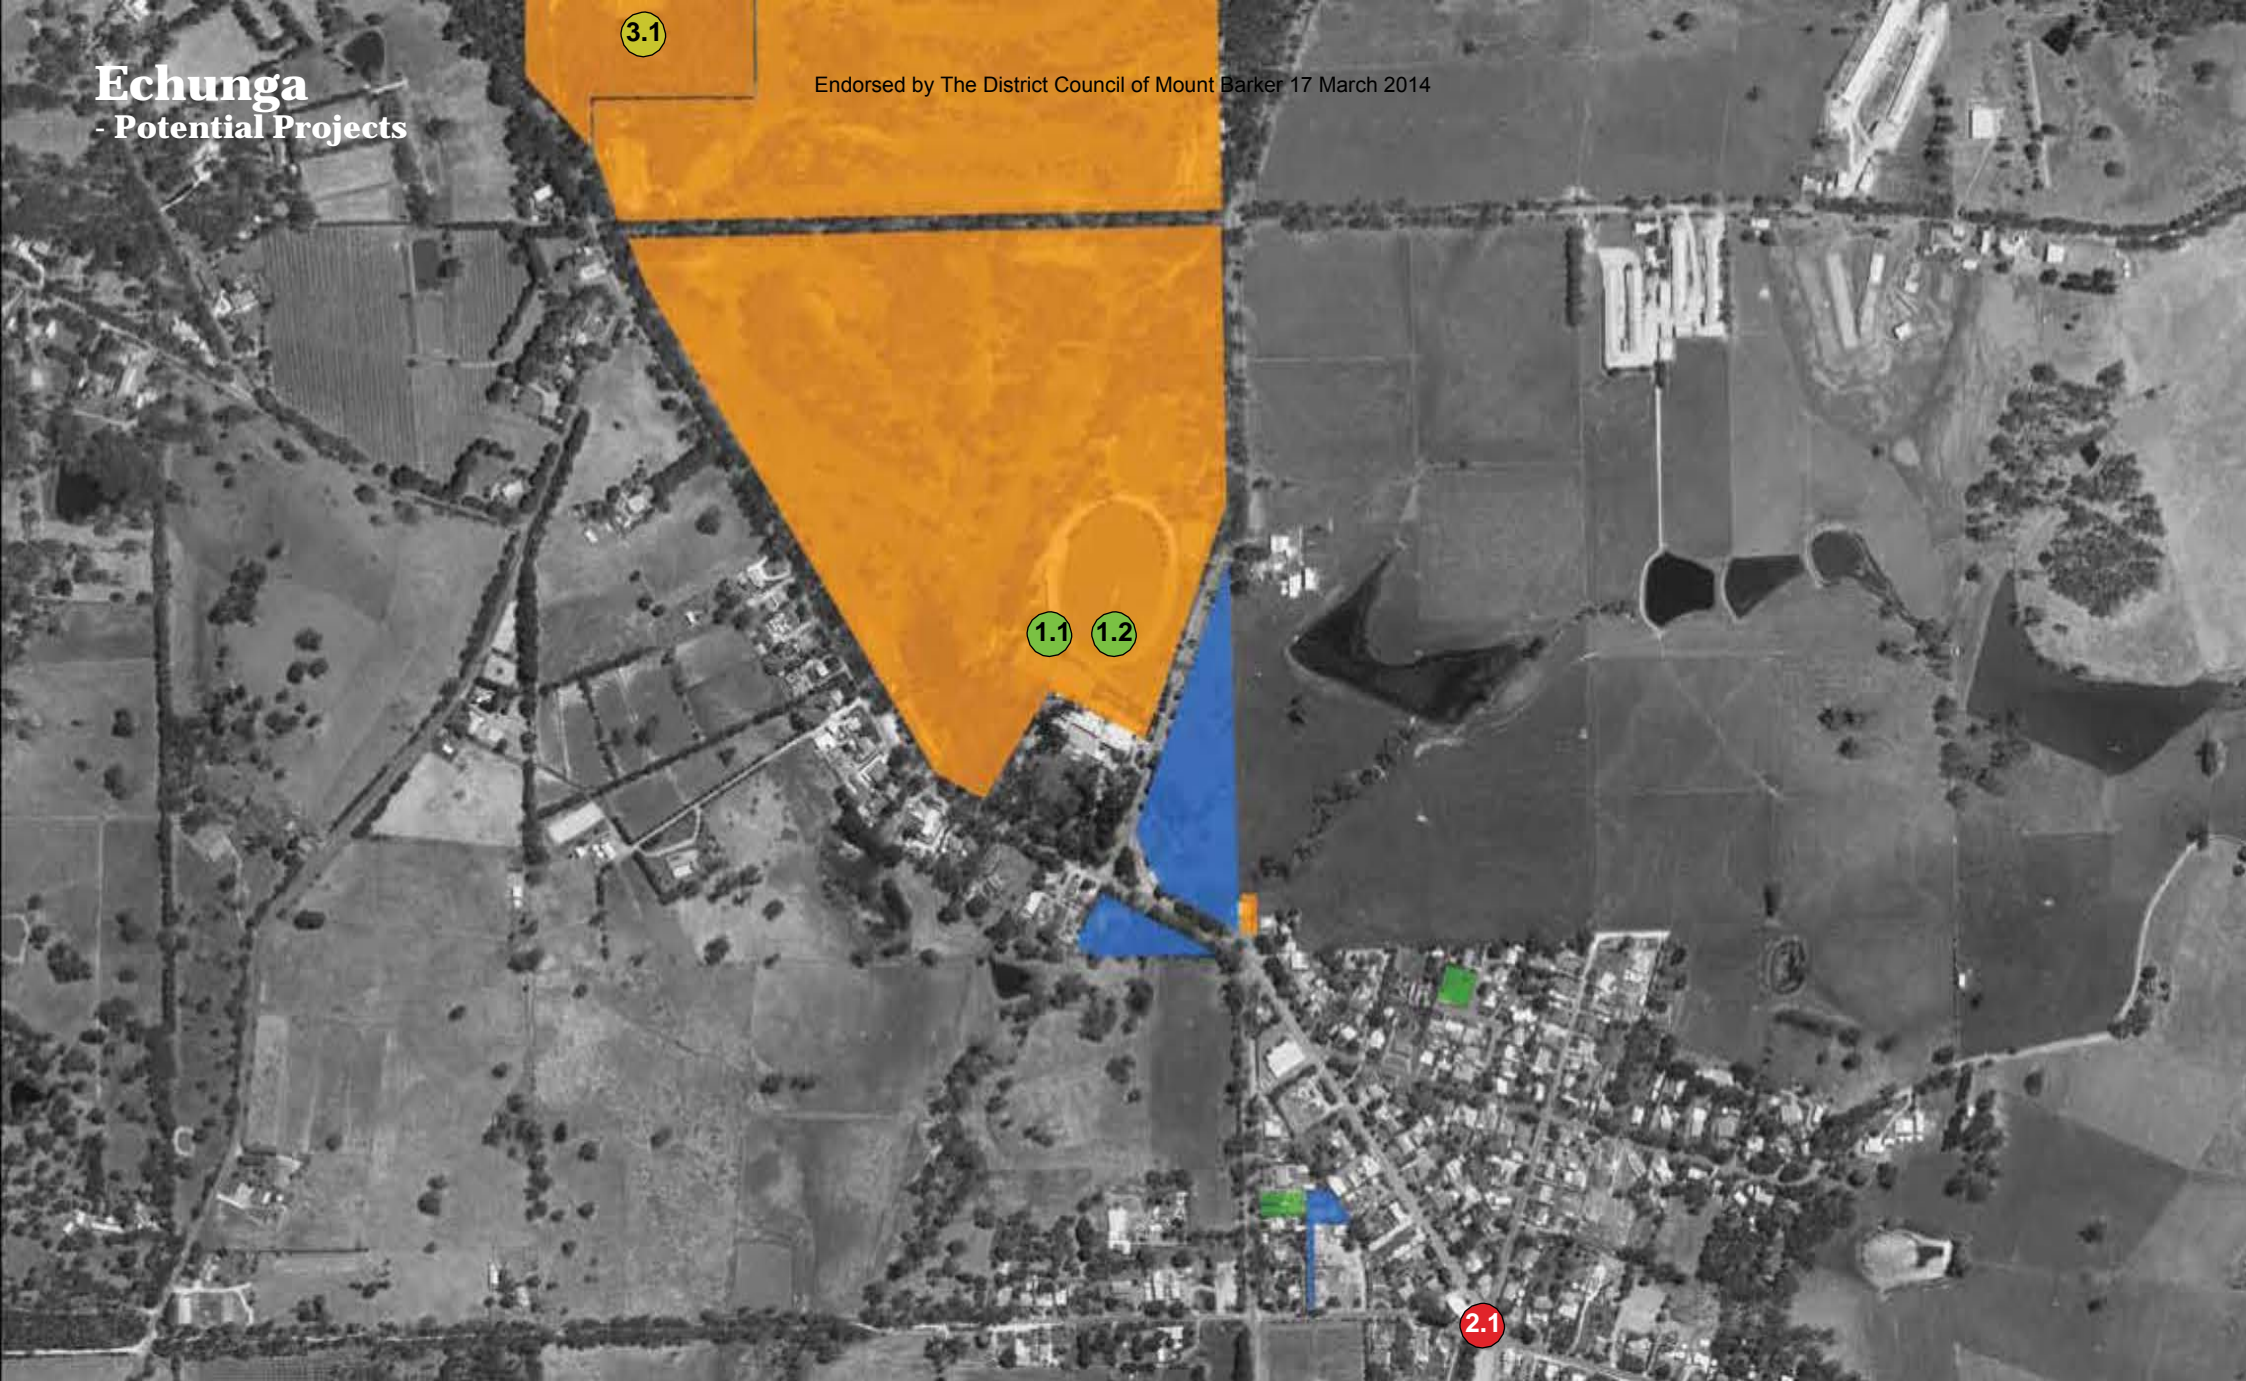 3.1
Echunga
- Potential Projects
Endorsed by The District Council of Mount Barker 17 March 2014
1.1 1.2
2.1